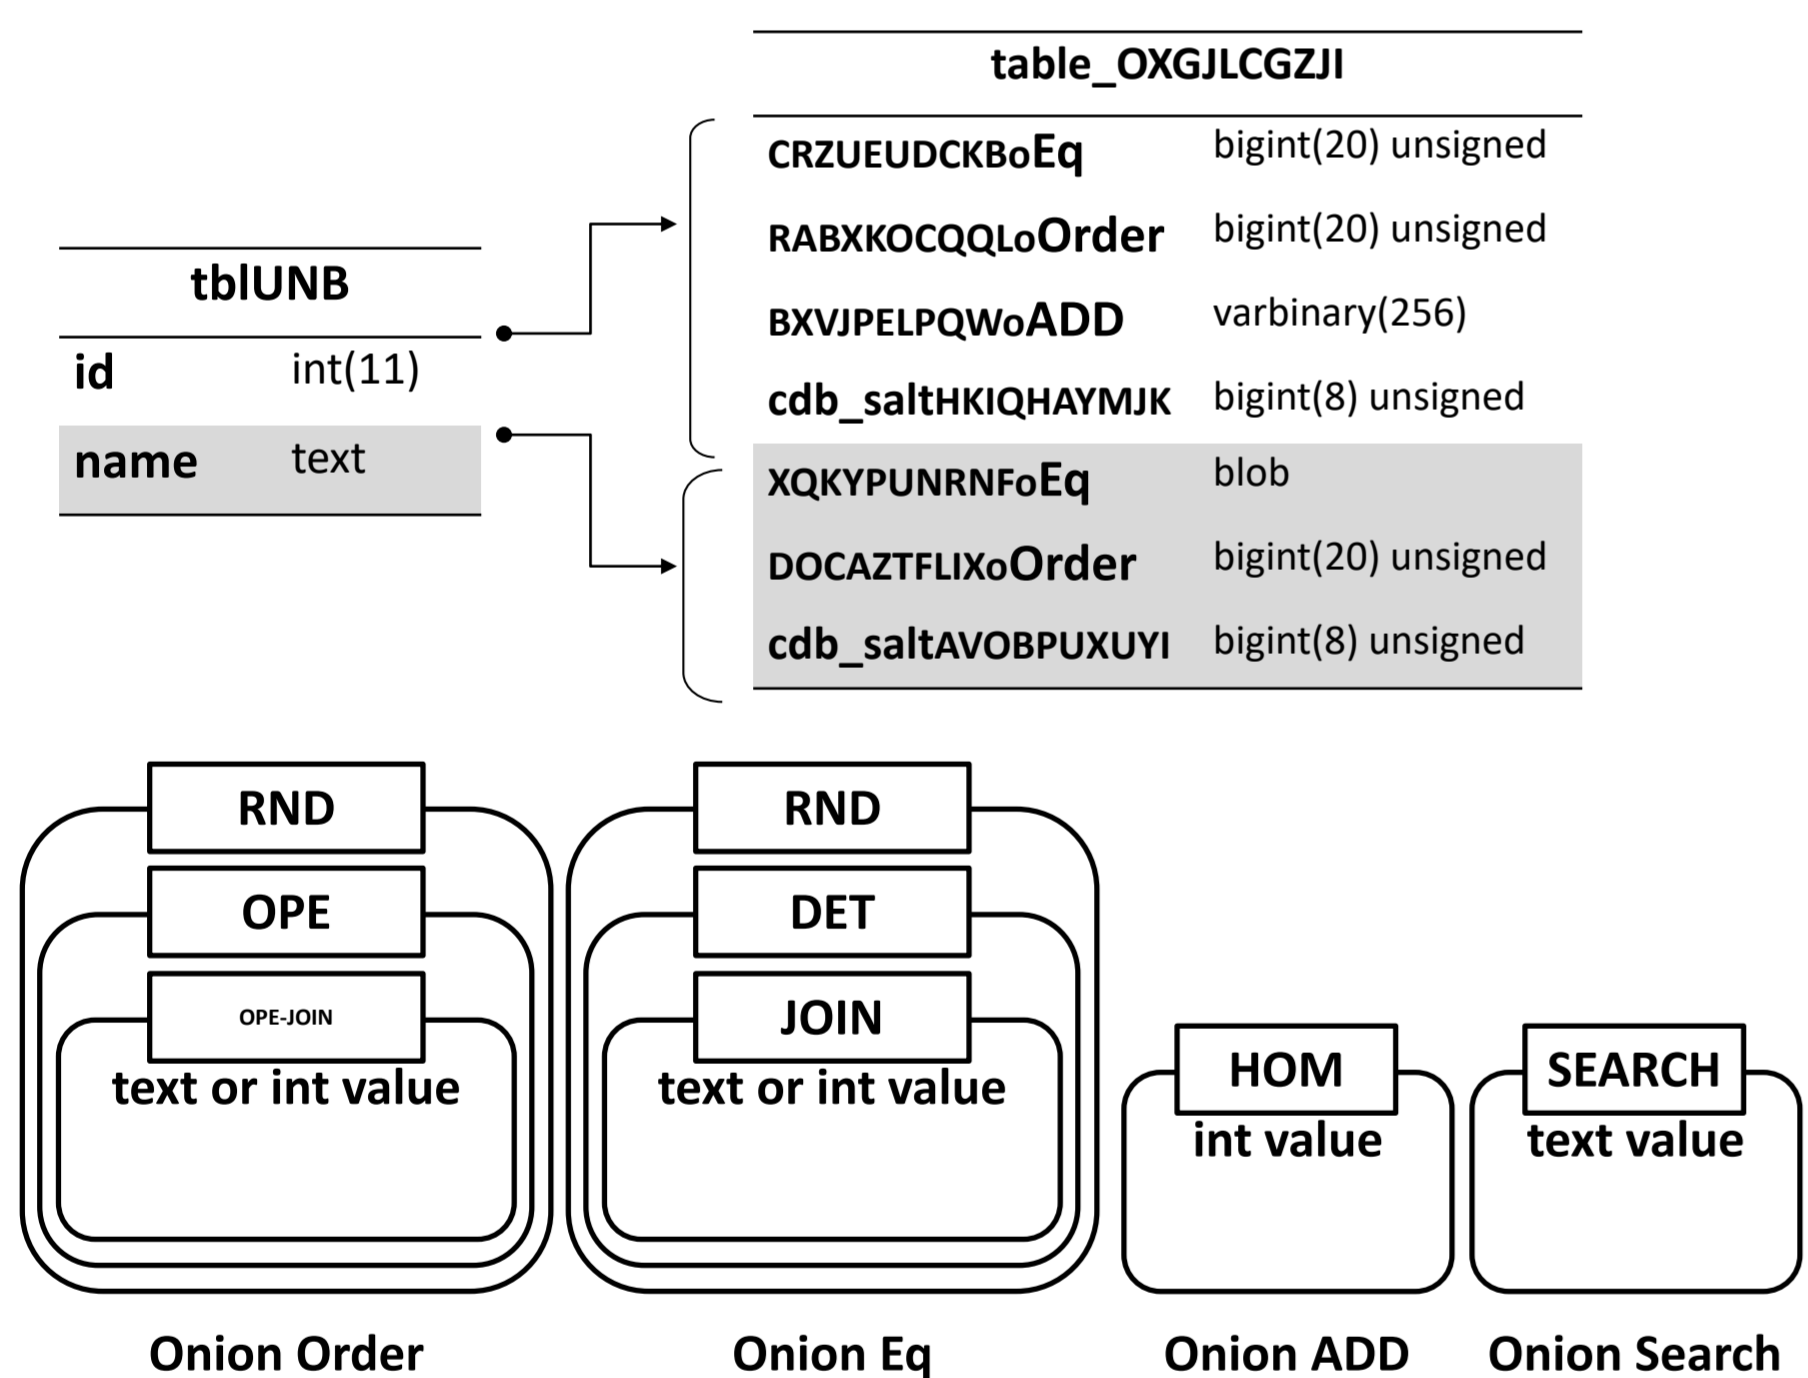 table_OXGJLCGZJI
CRZUEUDCKBoEq bigint(20) unsigned
RABXKOCQQLoOrder bigint(20) unsigned
BXVJPELPQWoADD varbinary(256)
cdb_saltHKIQHAYMJK bigint(8) unsigned
XQKYPUNRNFoEq blob
DOCAZTFLIXoOrder bigint(20) unsigned
cdb_saltAVOBPUXUYI bigint(8) unsigned
tblUNB
id int(11)
name text
RND
OPE
OPE-JOIN
text or int value
Onion Order
RND
DET
JOIN
text or int value
Onion Eq
HOM
int value
Onion ADD
SEARCH
text value
Onion Search